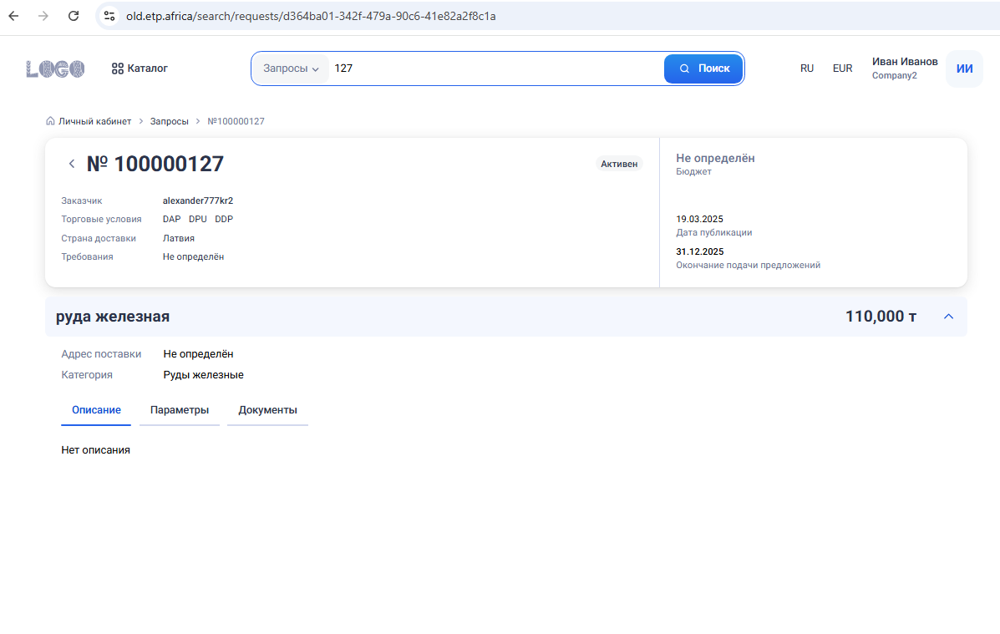 old.etp.africa/search/requests/d364ba01-342f-479a-90c6-41e82a2f8c1a
LOGO
Каталог
Запросы
127
Поиск
RU
EUR
Иван Иванов
Company2
ИИ
Личный кабинет > Запросы > №100000127
№ 100000127
Активен
Заказчик alexander777kr2
Торговые условия DAP DPU DDP
Страна доставки Латвия
Требования Не определён
Не определён
Бюджет
19.03.2025
Дата публикации
31.12.2025
Окончание подачи предложений
руда железная 110,000 т
Адрес поставки Не определён
Категория Руды железные
Описание Параметры Документы
Нет описания